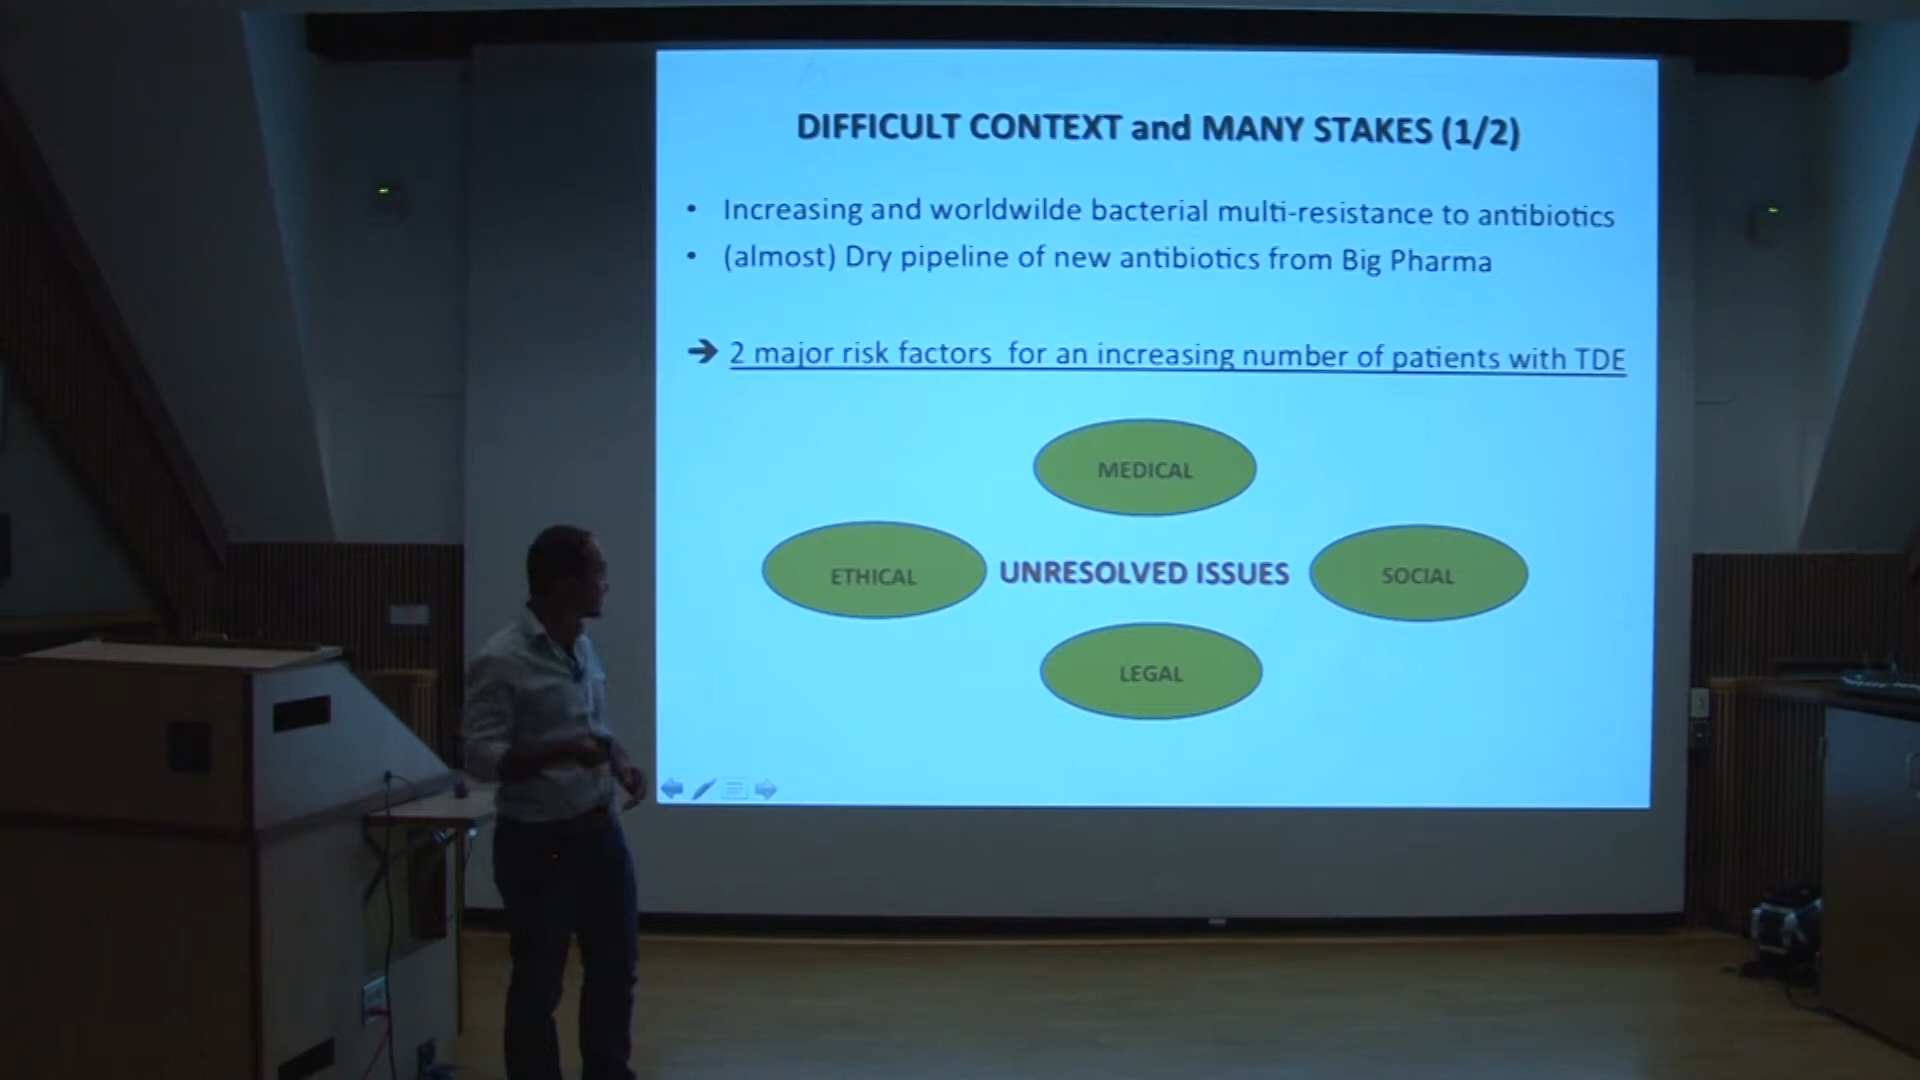 DIFFICULT CONTEXT and MANY STAKES (1/2)
• Increasing and worldwilde bacterial multi-resistance to antibiotics
• (almost) Dry pipeline of new antibiotics from Big Pharma
➔ 2 major risk factors for an increasing number of patients with TDE
MEDICAL
ETHICAL
UNRESOLVED ISSUES
SOCIAL
LEGAL